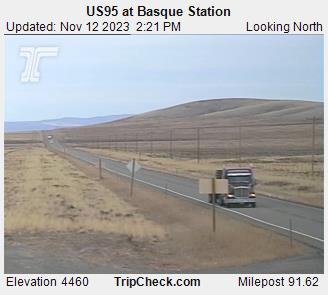 US95 at Basque Station
Updated: Nov 12 2023 2:21 PM Looking North
Elevation 4460 TripCheck.com Milepost 91.62